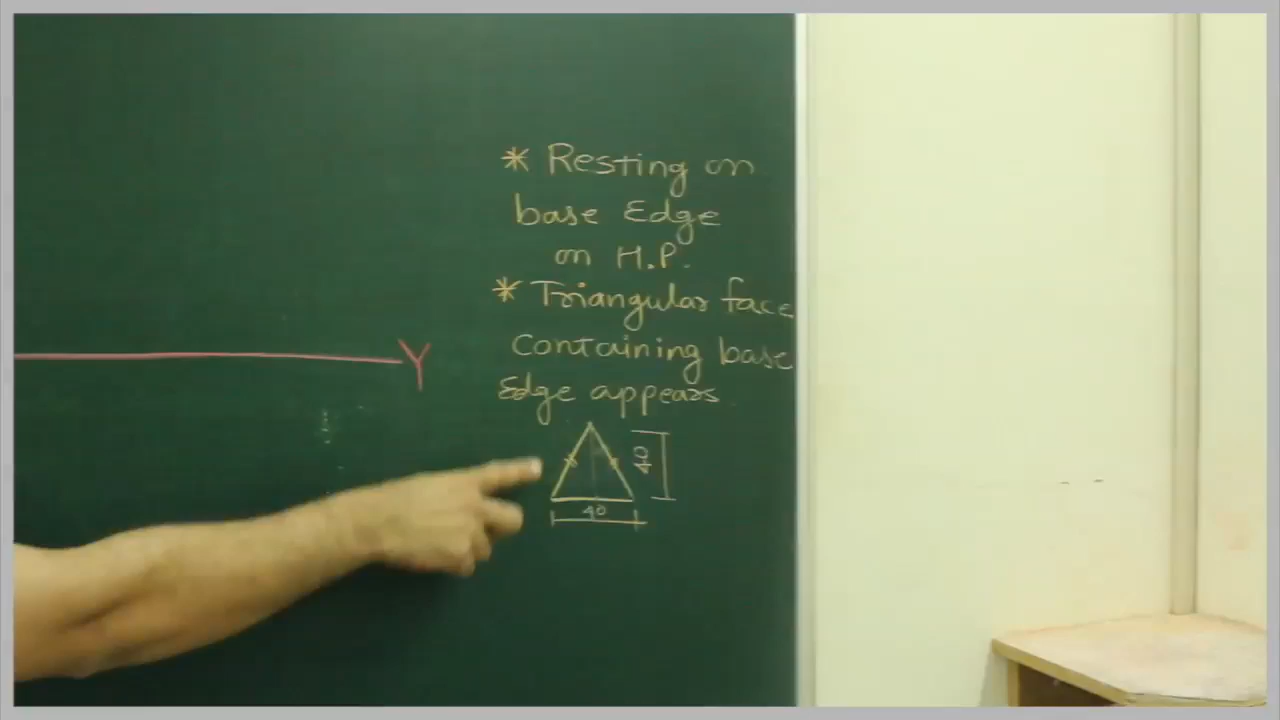 * Resting on
base Edge
on H.P.
* Triangular face
Containing base
Edge appears
Y
40
40